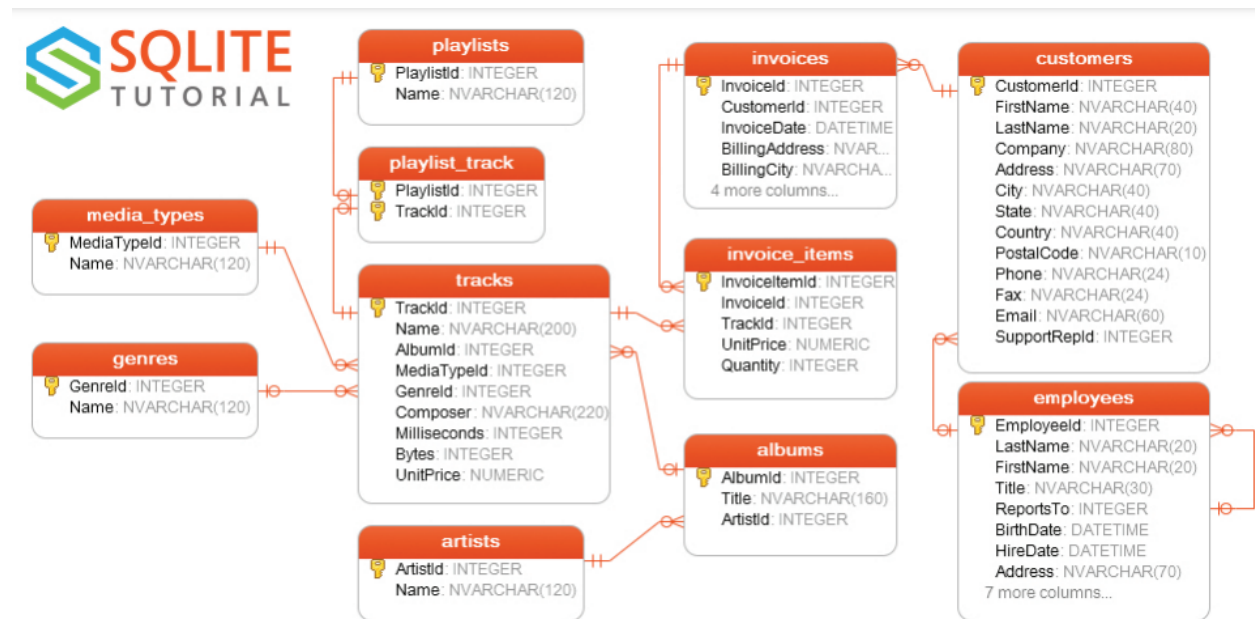 SQLITE
TUTORIAL
playlists
PlaylistId: INTEGER
Name: NVARCHAR(120)
playlist_track
PlaylistId: INTEGER
TrackId: INTEGER
media_types
MediaTypeId: INTEGER
Name: NVARCHAR(120)
genres
GenreId: INTEGER
Name: NVARCHAR(120)
tracks
TrackId: INTEGER
Name: NVARCHAR(200)
AlbumId: INTEGER
MediaTypeId: INTEGER
GenreId: INTEGER
Composer: NVARCHAR(220)
Milliseconds: INTEGER
Bytes: INTEGER
UnitPrice: NUMERIC
artists
ArtistId: INTEGER
Name: NVARCHAR(120)
invoices
InvoiceId: INTEGER
CustomerId: INTEGER
InvoiceDate: DATETIME
BillingAddress: NVAR...
BillingCity: NVARCHA...
4 more columns...
invoice_items
InvoiceItemId: INTEGER
InvoiceId: INTEGER
TrackId: INTEGER
UnitPrice: NUMERIC
Quantity: INTEGER
albums
AlbumId: INTEGER
Title: NVARCHAR(160)
ArtistId: INTEGER
customers
CustomerId: INTEGER
FirstName: NVARCHAR(40)
LastName: NVARCHAR(20)
Company: NVARCHAR(80)
Address: NVARCHAR(70)
City: NVARCHAR(40)
State: NVARCHAR(40)
Country: NVARCHAR(40)
PostalCode: NVARCHAR(10)
Phone: NVARCHAR(24)
Fax: NVARCHAR(24)
Email: NVARCHAR(60)
SupportRepId: INTEGER
employees
EmployeeId: INTEGER
LastName: NVARCHAR(20)
FirstName: NVARCHAR(20)
Title: NVARCHAR(30)
ReportsTo: INTEGER
BirthDate: DATETIME
HireDate: DATETIME
Address: NVARCHAR(70)
7 more columns...